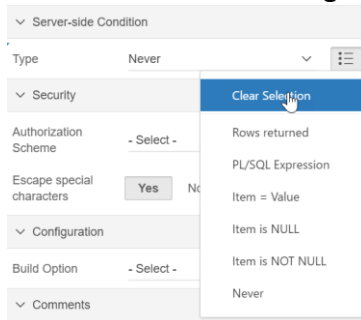 Server-side Condition
Type Never
Clear Selection
Security
Rows returned
Authorization Scheme - Select -
PL/SQL Expression
Escape special characters Yes
Item = Value
Configuration
Item is NULL
Build Option - Select -
Item is NOT NULL
Never
Comments